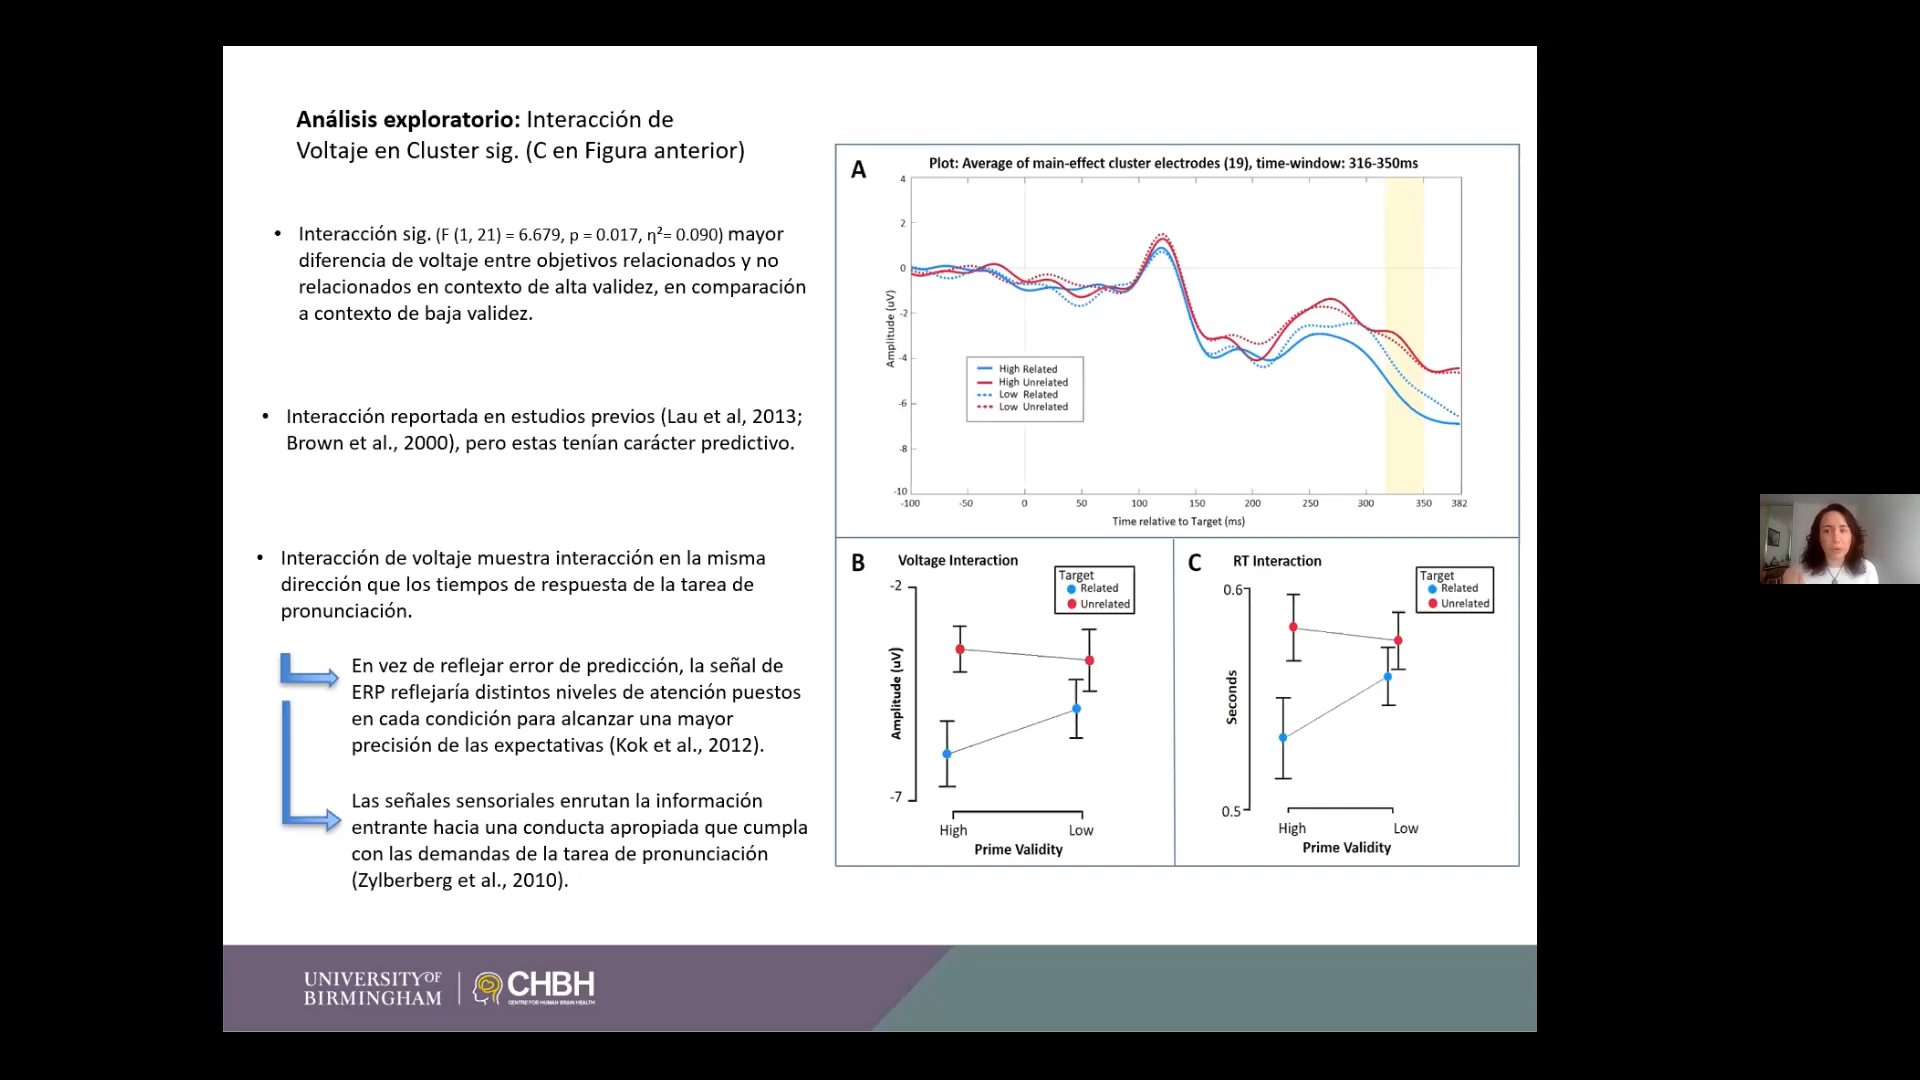 Análisis exploratorio: Interacción de
Voltaje en Cluster sig. (C en Figura anterior)
• Interacción sig. (F (1, 21) = 6.679, p = 0.017, η²= 0.090) mayor
diferencia de voltaje entre objetivos relacionados y no
relacionados en contexto de alta validez, en comparación
a contexto de baja validez.
• Interacción reportada en estudios previos (Lau et al, 2013;
Brown et al., 2000), pero estas tenían carácter predictivo.
• Interacción de voltaje muestra interacción en la misma
dirección que los tiempos de respuesta de la tarea de
pronunciación.
En vez de reflejar error de predicción, la señal de
ERP reflejaría distintos niveles de atención puestos
en cada condición para alcanzar una mayor
precisión de las expectativas (Kok et al., 2012).
Las señales sensoriales enrutan la información
entrante hacia una conducta apropiada que cumpla
con las demandas de la tarea de pronunciación
(Zylberberg et al., 2010).
A
Plot: Average of main-effect cluster electrodes (19), time-window: 316-350ms
4
2
0
-2
-4
-6
-8
-10
Amplitude (uV)
High Related
High Unrelated
Low Related
Low Unrelated
-100 -50 0 50 100 150 200 250 300 350 382
Time relative to Target (ms)
B
Voltage Interaction
Target
Related
Unrelated
-2
Amplitude (uV)
-7
High Low
Prime Validity
C
RT Interaction
Target
Related
Unrelated
0.6
Seconds
0.5
High Low
Prime Validity
UNIVERSITY OF
BIRMINGHAM
CHBH
CENTRE FOR HUMAN BRAIN HEALTH